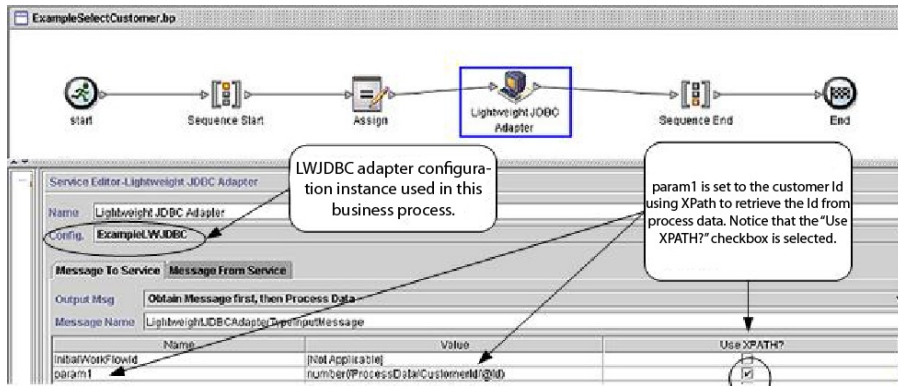 ExampleSelectCustomer.bp
start
Sequence Start
Assign
Lightweight JDBC
Adapter
Sequence End
End
LWJDBC adapter configura-
tion instance used in this
business process.
param1 is set to the customer Id
using XPath to retrieve the Id from
process data. Notice that the “Use
XPATH?” checkbox is selected.
Service Editor-Lightweight JDBC Adapter
Name Lightweight JDBC Adapter
Config. ExampleLWJDBC
Message To Service Message From Service
Output Msg Obtain Message first, then Process Data
Message Name LightweightJDBCAdapterTypeInputMessage
Name Value Use XPATH?
InitialWorkFlowId [Not Applicable]
param1 number(/ProcessData/CustomerId/@Id)